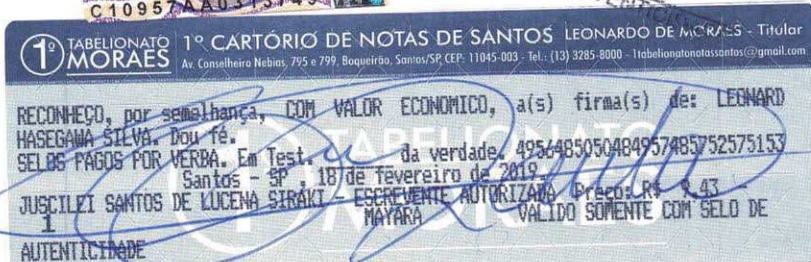 1º TABELIONATO MORAES
1º CARTÓRIO DE NOTAS DE SANTOS LEONARDO DE MORAES - Titular
Av. Conselheiro Nebias, 795 e 799, Boqueirão, Santos/SP CEP: 11045-003 - Tel.: (13) 3285-8000 - 1tabelionatonotassantos@gmail.com
RECONHEÇO, por semelhança, COM VALOR ECONOMICO, a(s) firma(s) de: LEONARD
HASEGAWA SILVA. Dou fé.
SELOS PAGOS POR VERBA. Em Test. da verdade. 4956485050484957485752575153
Santos - SP , 18 de fevereiro de 2019.
JUSCILEI SANTOS DE LUCENA SIRAKI - ESCREVENTE AUTORIZADA Preço: R$ 9,43
1 MAYARA VALIDO SOMENTE COM SELO DE
AUTENTICIDADE
TABELIONATO